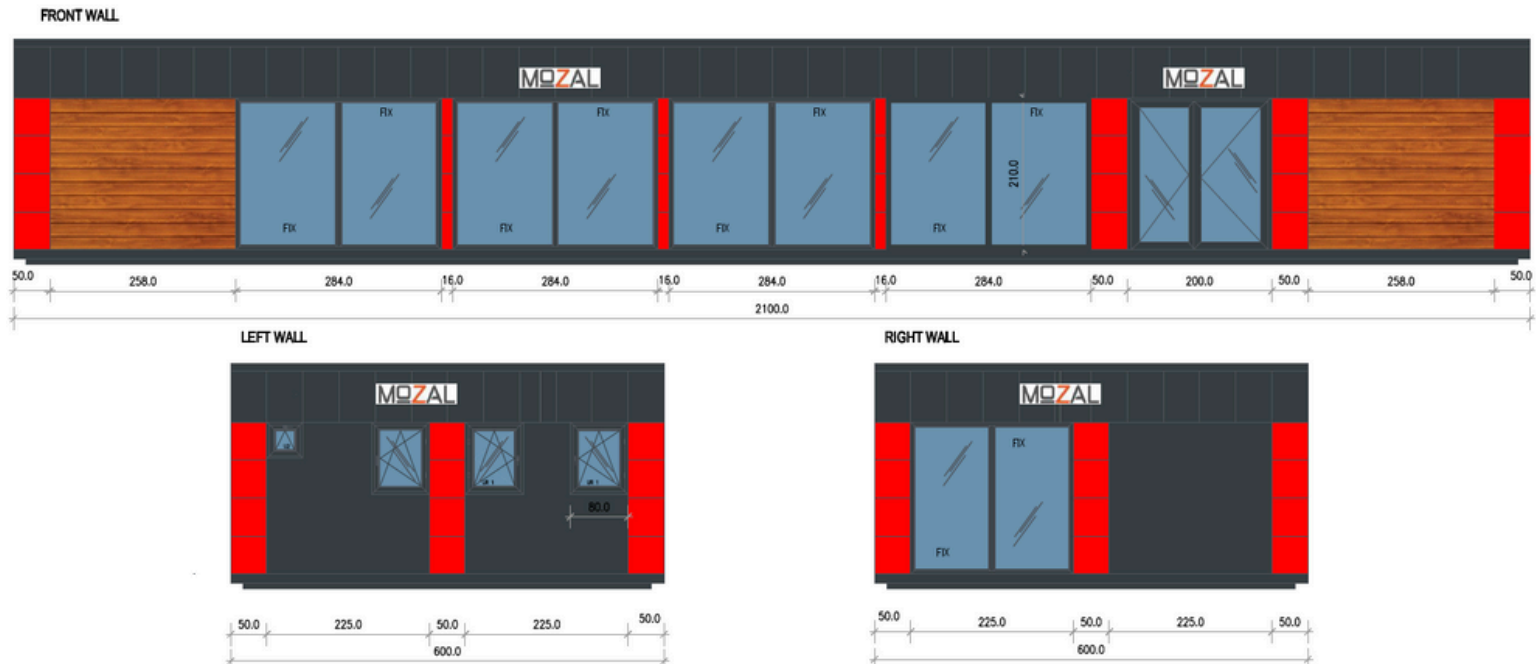 FRONT WALL
MOZAL MOZAL
FIX FIX FIX FIX
210.0
FIX FIX FIX FIX
50.0 258.0 284.0 16.0 284.0 16.0 284.0 16.0 284.0 50.0 200.0 50.0 258.0 50.0
2100.0
LEFT WALL RIGHT WALL
MOZAL MOZAL
FIX
80.0
FIX
50.0 225.0 50.0 225.0 50.0 50.0 225.0 50.0 225.0 50.0
600.0 600.0